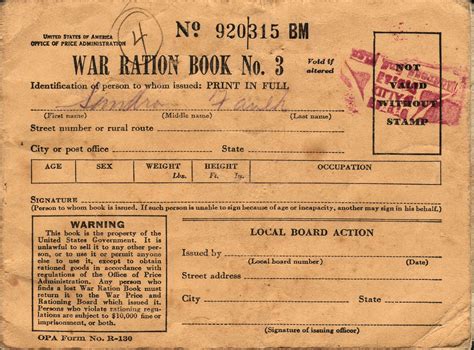 UNITED STATES OF AMERICA
OFFICE OF PRICE ADMINISTRATION
4
No 920315 BM
WAR RATION BOOK No. 3
Void if
altered
Identification of person to whom issued: PRINT IN FULL
Sandra
(First name) (Middle name) (Last name)
NOT
VALID
WITHOUT
STAMP
Street number or rural route
City or post office State
AGE SEX WEIGHT HEIGHT OCCUPATION
Lbs. Ft. In.
SIGNATURE
(Person to whom book is issued. If such person is unable to sign because of age or incapacity, another may sign in his behalf.)
WARNING
This book is the property of the
United States Government. It is
unlawful to sell it to any other per-
son, or to use it or permit anyone
else to use it, except to obtain
rationed goods in accordance with
regulations of the Office of Price
Administration. Any person who
finds a lost War Ration Book must
return it to the War Price and
Rationing Board which issued it.
Persons who violate rationing regu-
lations are subject to $10,000 fine or
imprisonment, or both.
LOCAL BOARD ACTION
Issued by
(Local board number) (Date)
Street address
City State
(Signature of issuing officer)
OPA Form No. R-130